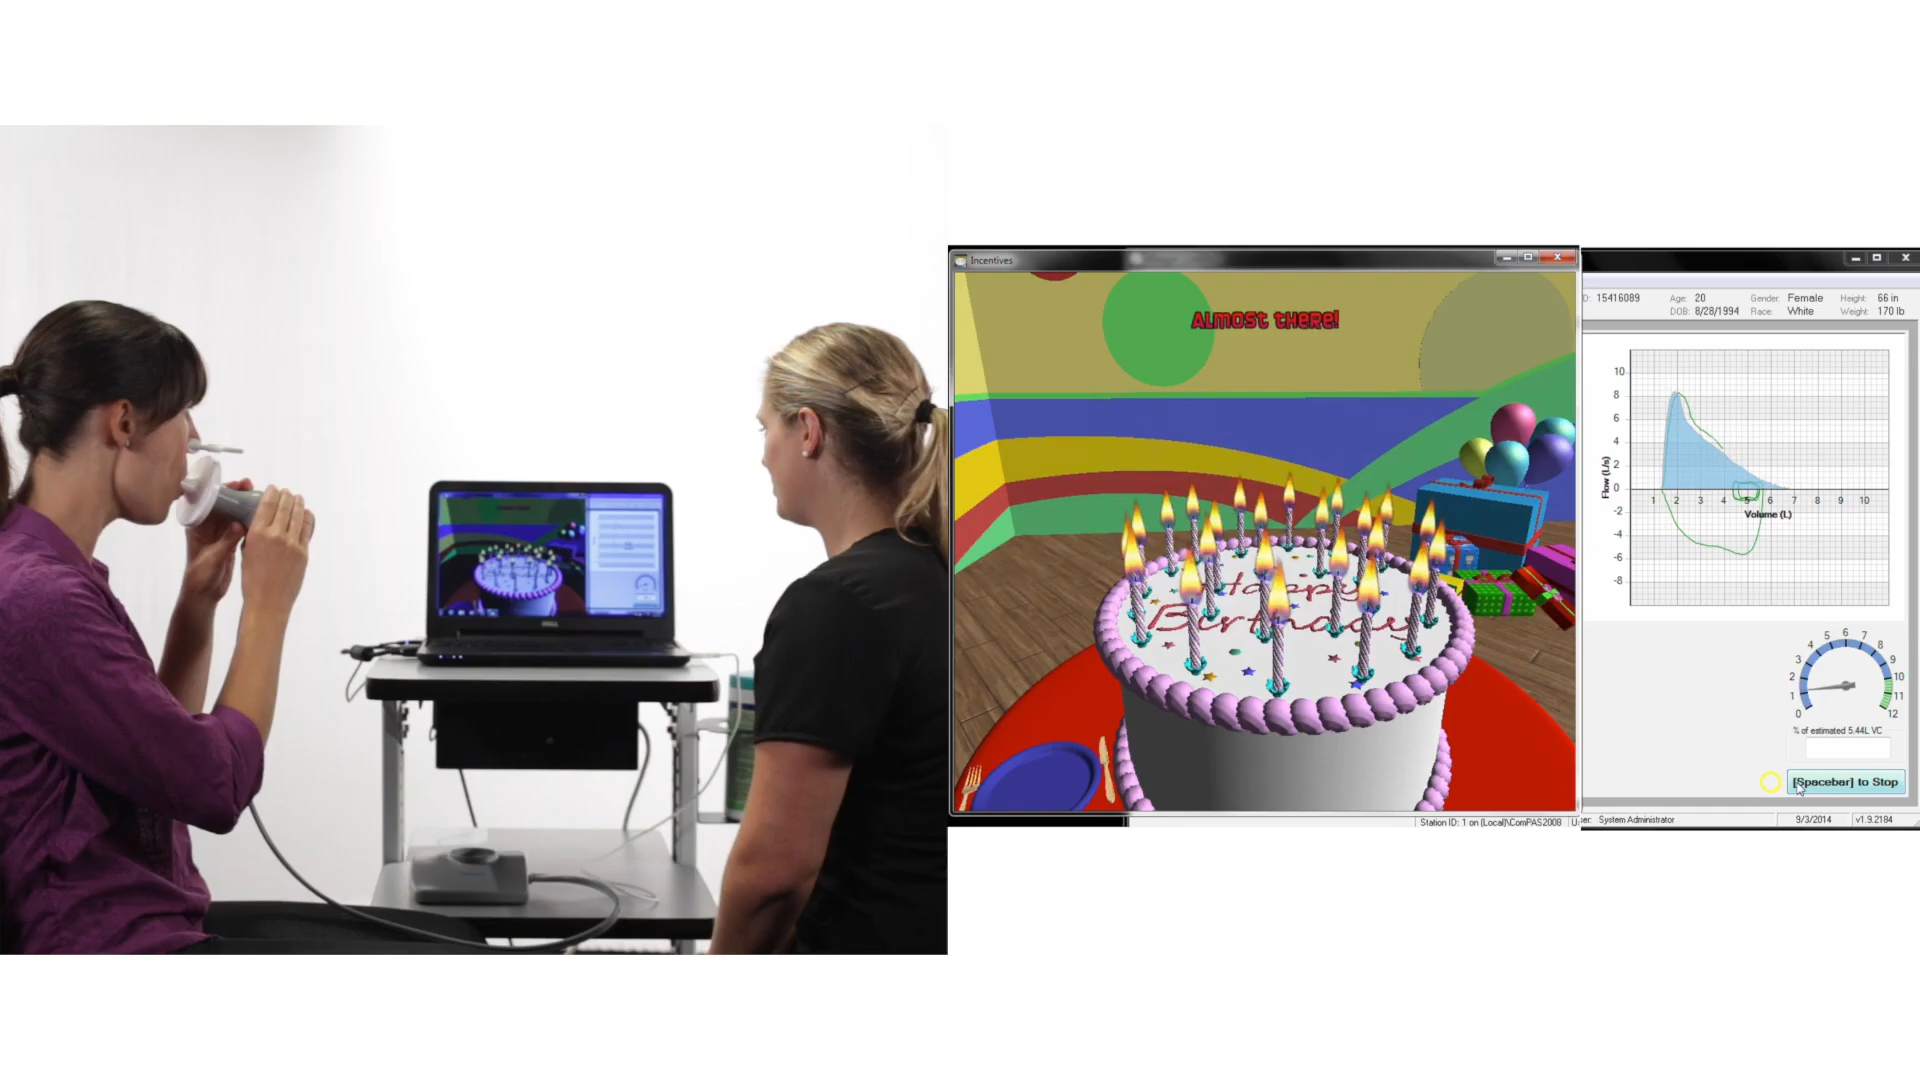 DELL
Incentives
ALMOST THERE!
Happy
Birthday
Station ID: 1 on (Local)\ComPAS2008
D: 15416089 Age: 20 Gender: Female Height: 66 in
DOB: 8/28/1994 Race: White Weight: 170 lb
10
8
6
4
2
0
-2
-4
-6
-8
Flow (L/s)
1 2 3 4 5 6 7 8 9 10
Volume (L)
0 1 2 3 4 5 6 7 8 9 10 11 12
% of estimated 5.44L VC
[Spacebar] to Stop
ser: System Administrator 9/3/2014 v1.9.2184